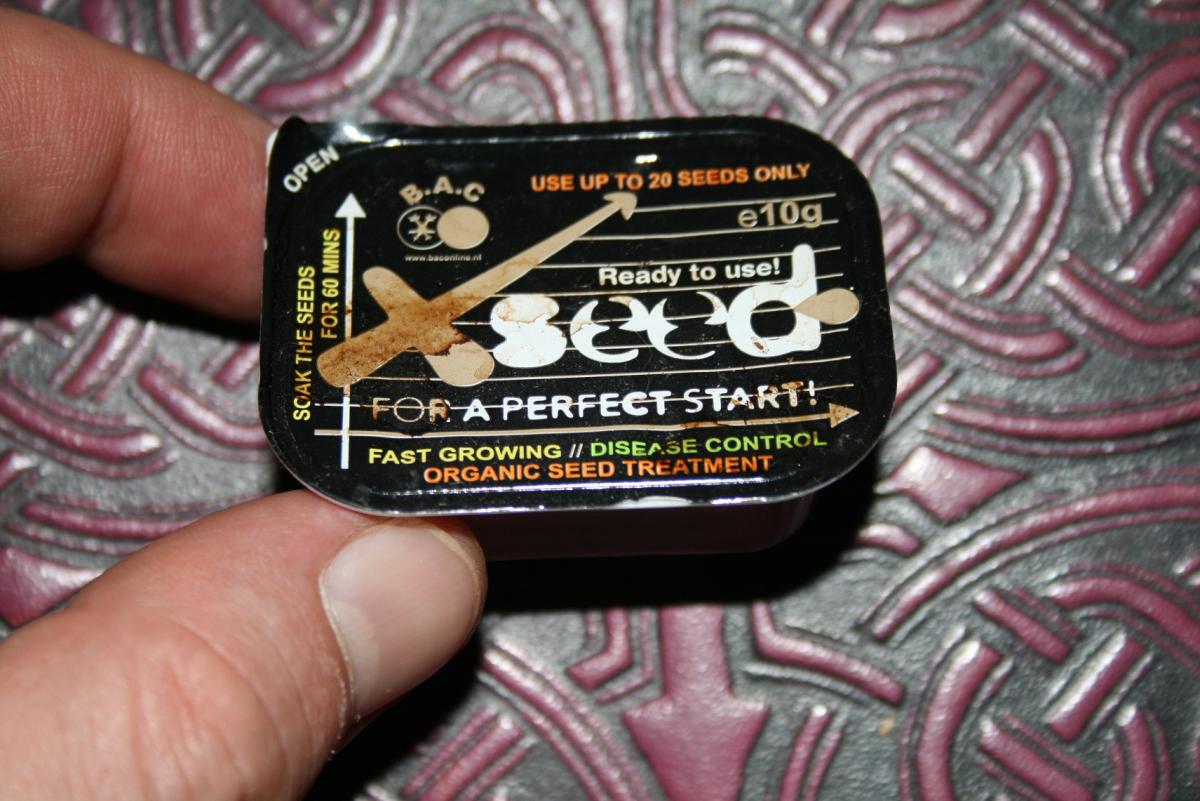 OPEN
B.A.C
www.baconline.nl
USE UP TO 20 SEEDS ONLY
e10g
SOAK THE SEEDS
FOR 60 MINS
Ready to use!
seed
FOR A PERFECT START!
FAST GROWING // DISEASE CONTROL
ORGANIC SEED TREATMENT